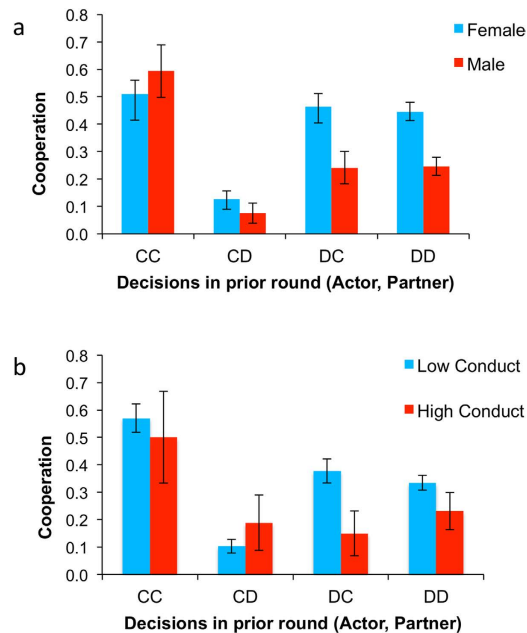 a
0.8
0.7
0.6
0.5
0.4
0.3
0.2
0.1
0.0
Cooperation
Female
Male
CC CD DC DD
Decisions in prior round (Actor, Partner)
b
0.8
0.7
0.6
0.5
0.4
0.3
0.2
0.1
0.0
Cooperation
Low Conduct
High Conduct
CC CD DC DD
Decisions in prior round (Actor, Partner)